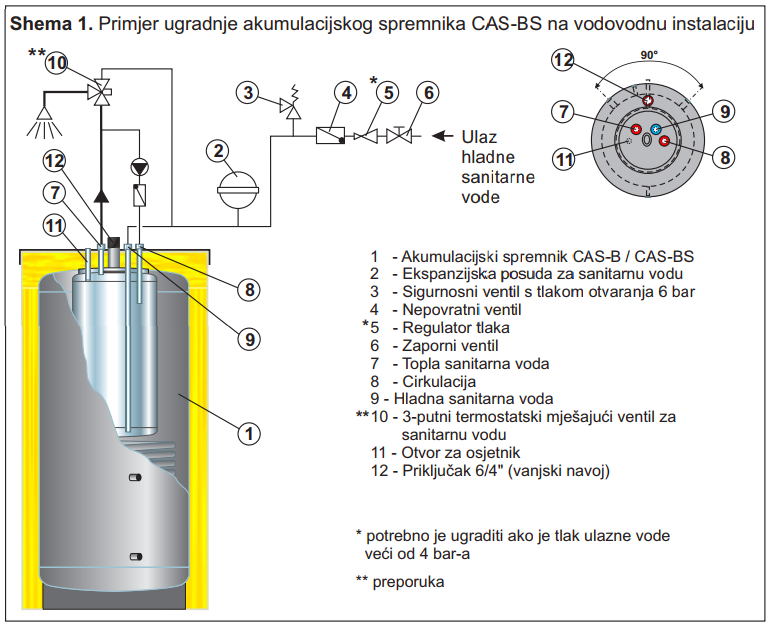 Shema 1. Primjer ugradnje akumulacijskog spremnika CAS-BS na vodovodnu instalaciju
**
10
12
7
11
2
3
4
*
5
6
Ulaz
hladne
sanitarne
vode
8
9
1
90°
12
7
9
11
8
1 - Akumulacijski spremnik CAS-B / CAS-BS
2 - Ekspanzijska posuda za sanitarnu vodu
3 - Sigurnosni ventil s tlakom otvaranja 6 bar
4 - Nepovratni ventil
*5 - Regulator tlaka
6 - Zaporni ventil
7 - Topla sanitarna voda
8 - Cirkulacija
9 - Hladna sanitarna voda
**10 - 3-putni termostatski mješajući ventil za
sanitarnu vodu
11 - Otvor za osjetnik
12 - Priključak 6/4" (vanjski navoj)
* potrebno je ugraditi ako je tlak ulazne vode
veći od 4 bar-a
** preporuka